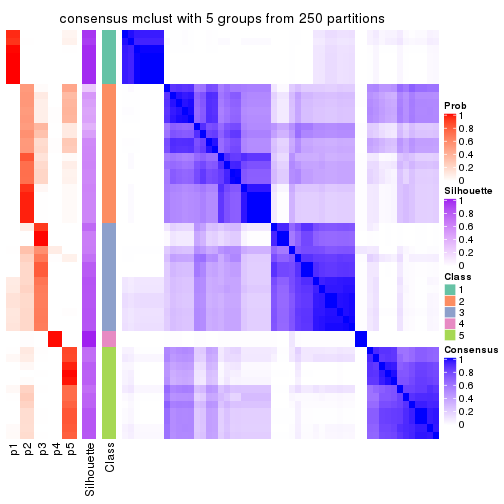 consensus mclust with 5 groups from 250 partitions
Prob
1
0.8
0.6
0.4
0.2
0
Silhouette
1
0.8
0.6
0.4
0.2
0
Class
1
2
3
4
5
Consensus
1
0.8
0.6
0.4
0.2
0
p1
p2
p3
p4
p5
Silhouette
Class